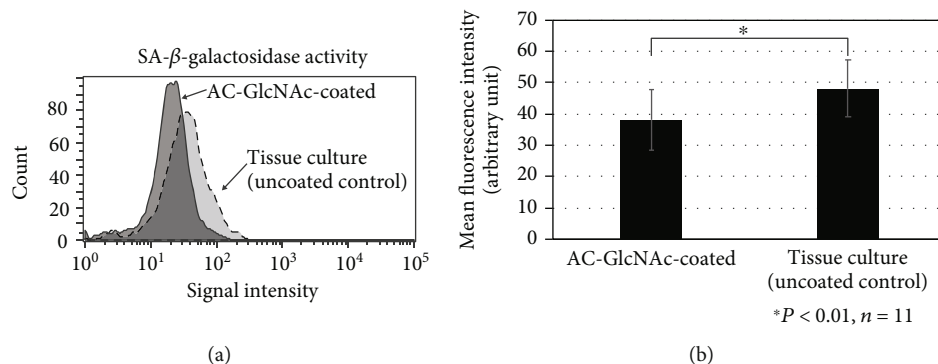 SA-β-galactosidase activity
AC-GlcNAc-coated
Tissue culture
(uncoated control)
Count
80
60
40
20
0
10⁰ 10¹ 10² 10³ 10⁴ 10⁵
Signal intensity
(a)
Mean fluorescence intensity
(arbitrary unit)
70
60
50
40
30
20
10
0
*
AC-GlcNAc-coated
Tissue culture
(uncoated control)
*P < 0.01, n = 11
(b)